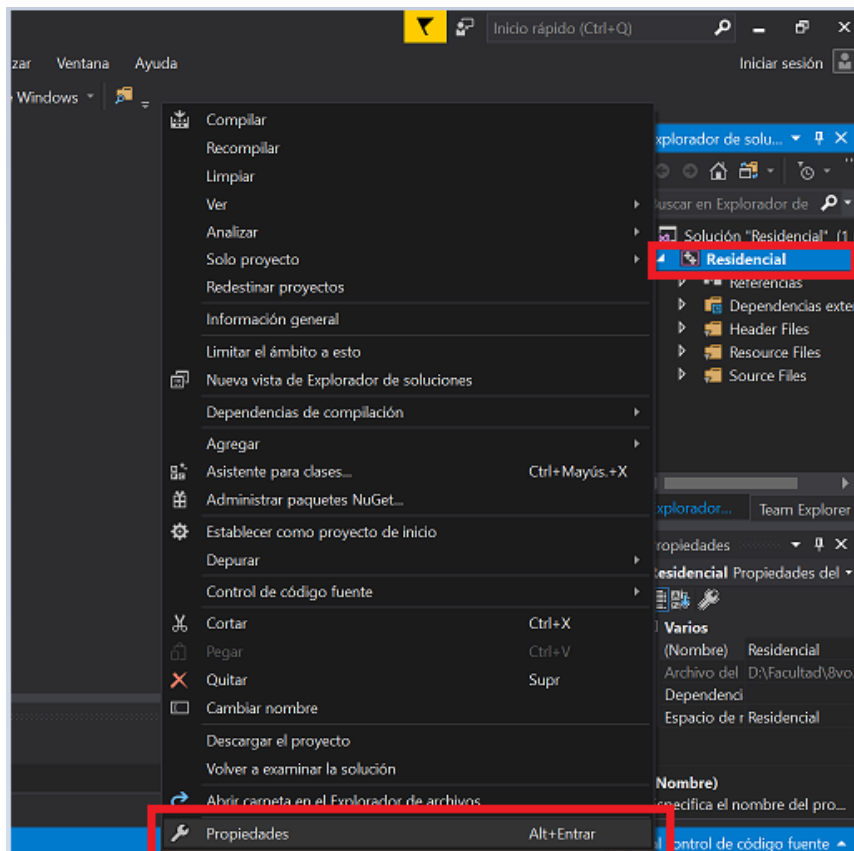 Inicio rápido (Ctrl+Q)
zar Ventana Ayuda
Iniciar sesión
Windows
Compilar
Recompilar
Limpiar
Ver
Analizar
Solo proyecto
Redestinar proyectos
Información general
Limitar el ámbito a esto
Nueva vista de Explorador de soluciones
Dependencias de compilación
Agregar
Asistente para clases... Ctrl+Mayús.+X
Administrar paquetes NuGet...
Establecer como proyecto de inicio
Depurar
Control de código fuente
Cortar Ctrl+X
Pegar Ctrl+V
Quitar Supr
Cambiar nombre
Descargar el proyecto
Volver a examinar la solución
Abrir carpeta en el Explorador de archivos
Propiedades Alt+Entrar
xplorador de solu...
uscar en Explorador de
Solución "Residencial" (1
Residencial
Referencias
Dependencias exte
Header Files
Resource Files
Source Files
xplorador... Team Explorer
ropiedades
esidencial Propiedades del
Varios
(Nombre) Residencial
Archivo del D:\Facultad\8vo.
Dependenci
Espacio de r Residencial
Nombre)
specifica el nombre del pro...
l control de código fuente